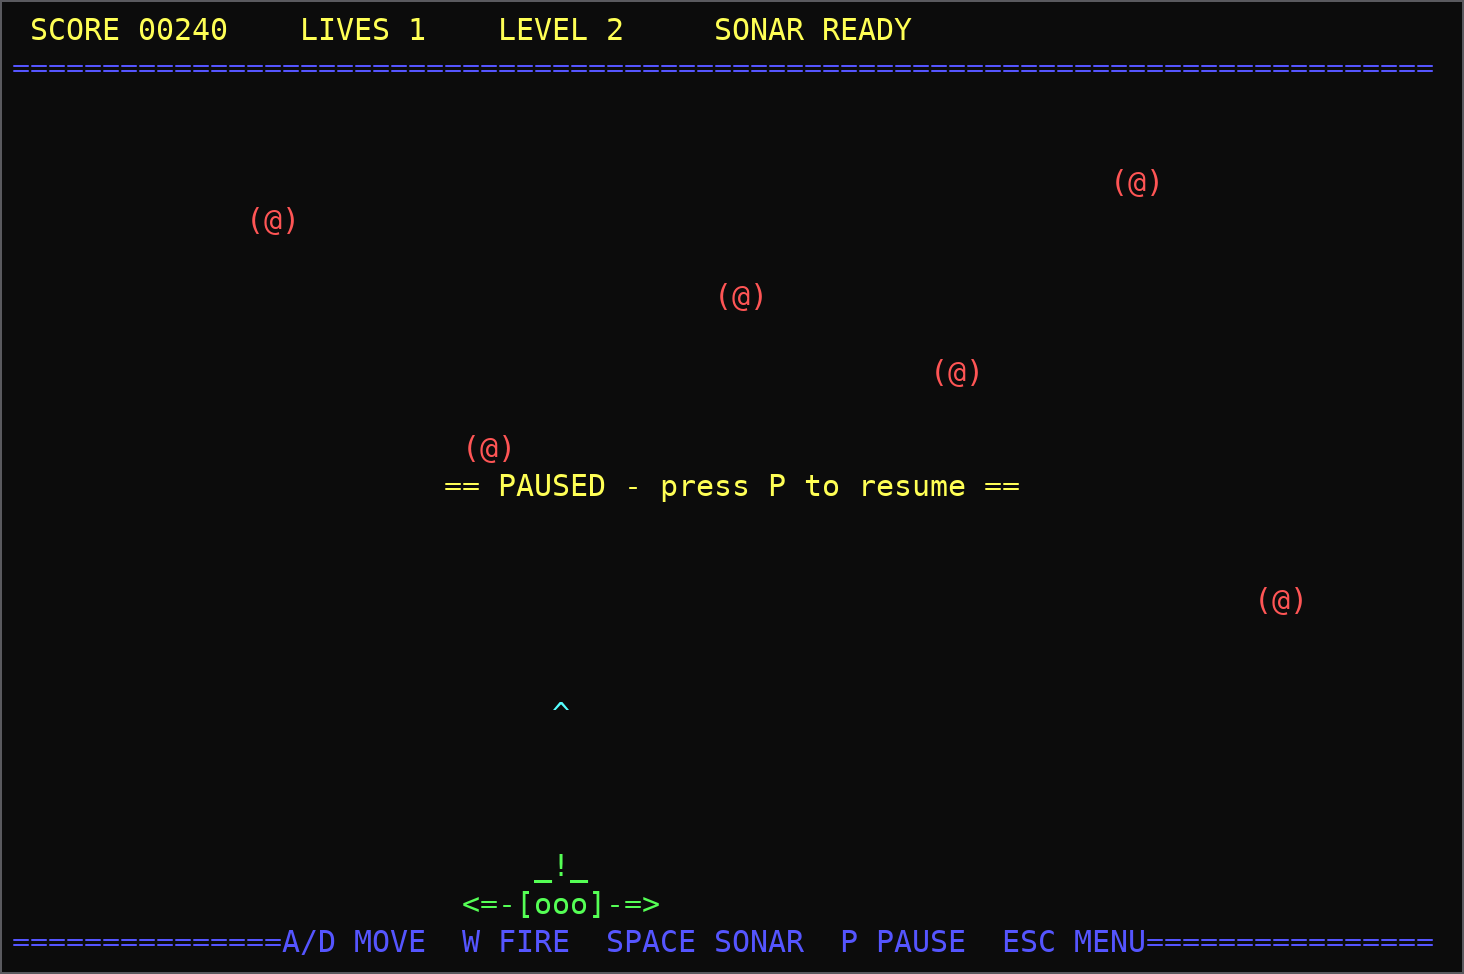 SCORE 00240    LIVES 1    LEVEL 2     SONAR READY
===============================================================================
(@)
(@)
(@)
(@)
(@)
== PAUSED - press P to resume ==
(@)
^
_!_
<=-[ooo]-=>
===============A/D MOVE  W FIRE  SPACE SONAR  P PAUSE  ESC MENU================